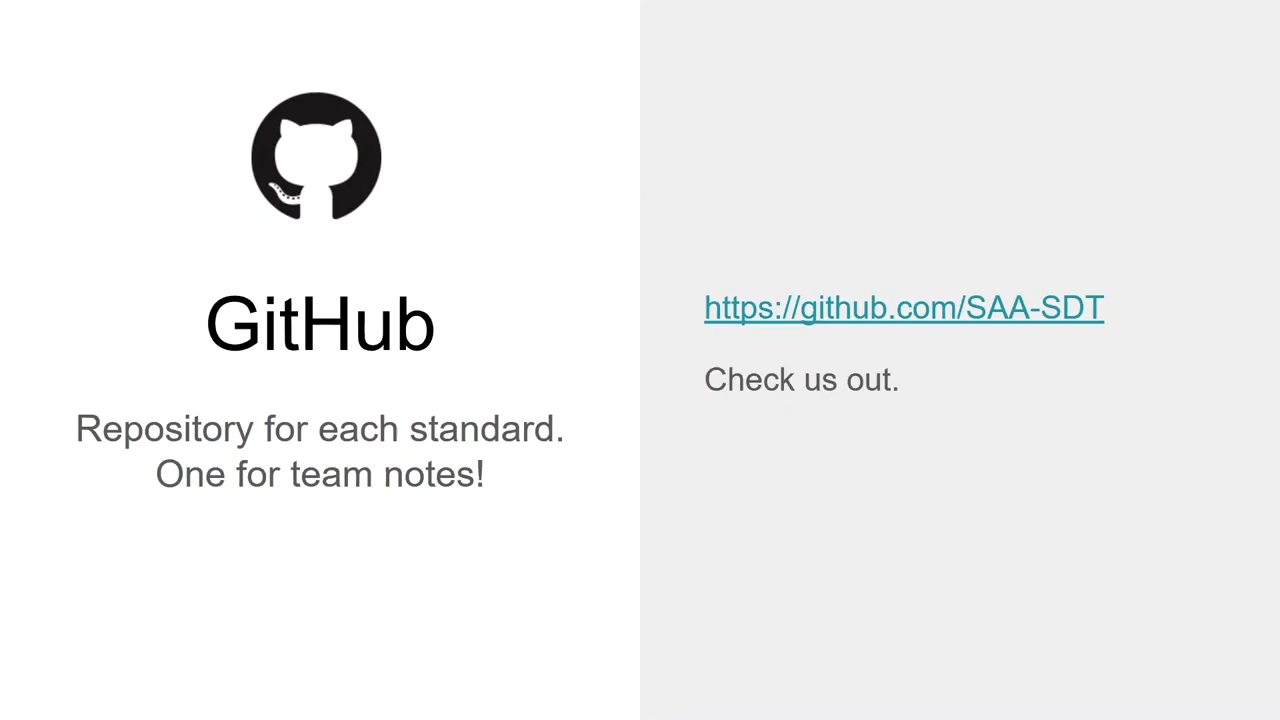 GitHub
Repository for each standard.
One for team notes!
https://github.com/SAA-SDT
Check us out.